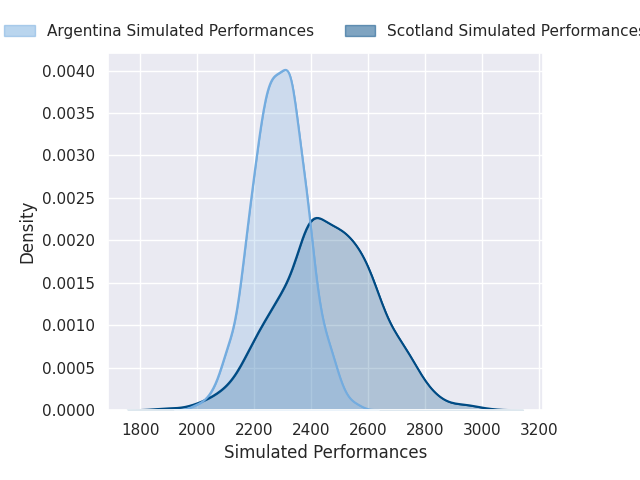 Argentina Simulated Performances
Scotland Simulated Performances
0.0040
0.0035
0.0030
0.0025
0.0020
0.0015
0.0010
0.0005
0.0000
Density
1800 2000 2200 2400 2600 2800 3000 3200
Simulated Performances